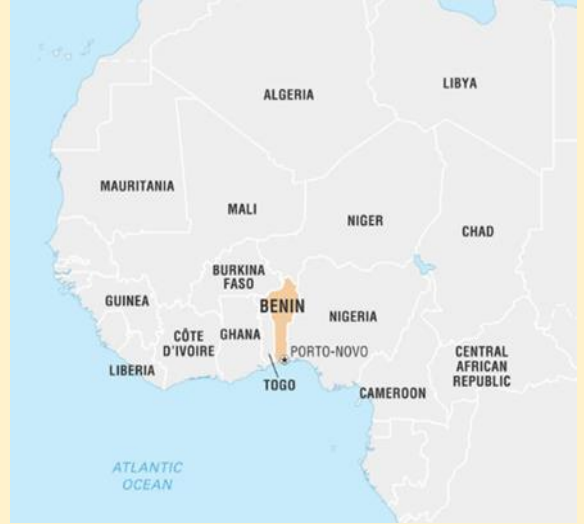 LIBYA
ALGERIA
MAURITANIA
MALI
NIGER
CHAD
BURKINA
FASO
GUINEA
BENIN
NIGERIA
CÔTE
D'IVOIRE
GHANA
PORTO-NOVO
CENTRAL
AFRICAN
REPUBLIC
LIBERIA
TOGO
CAMEROON
ATLANTIC
OCEAN